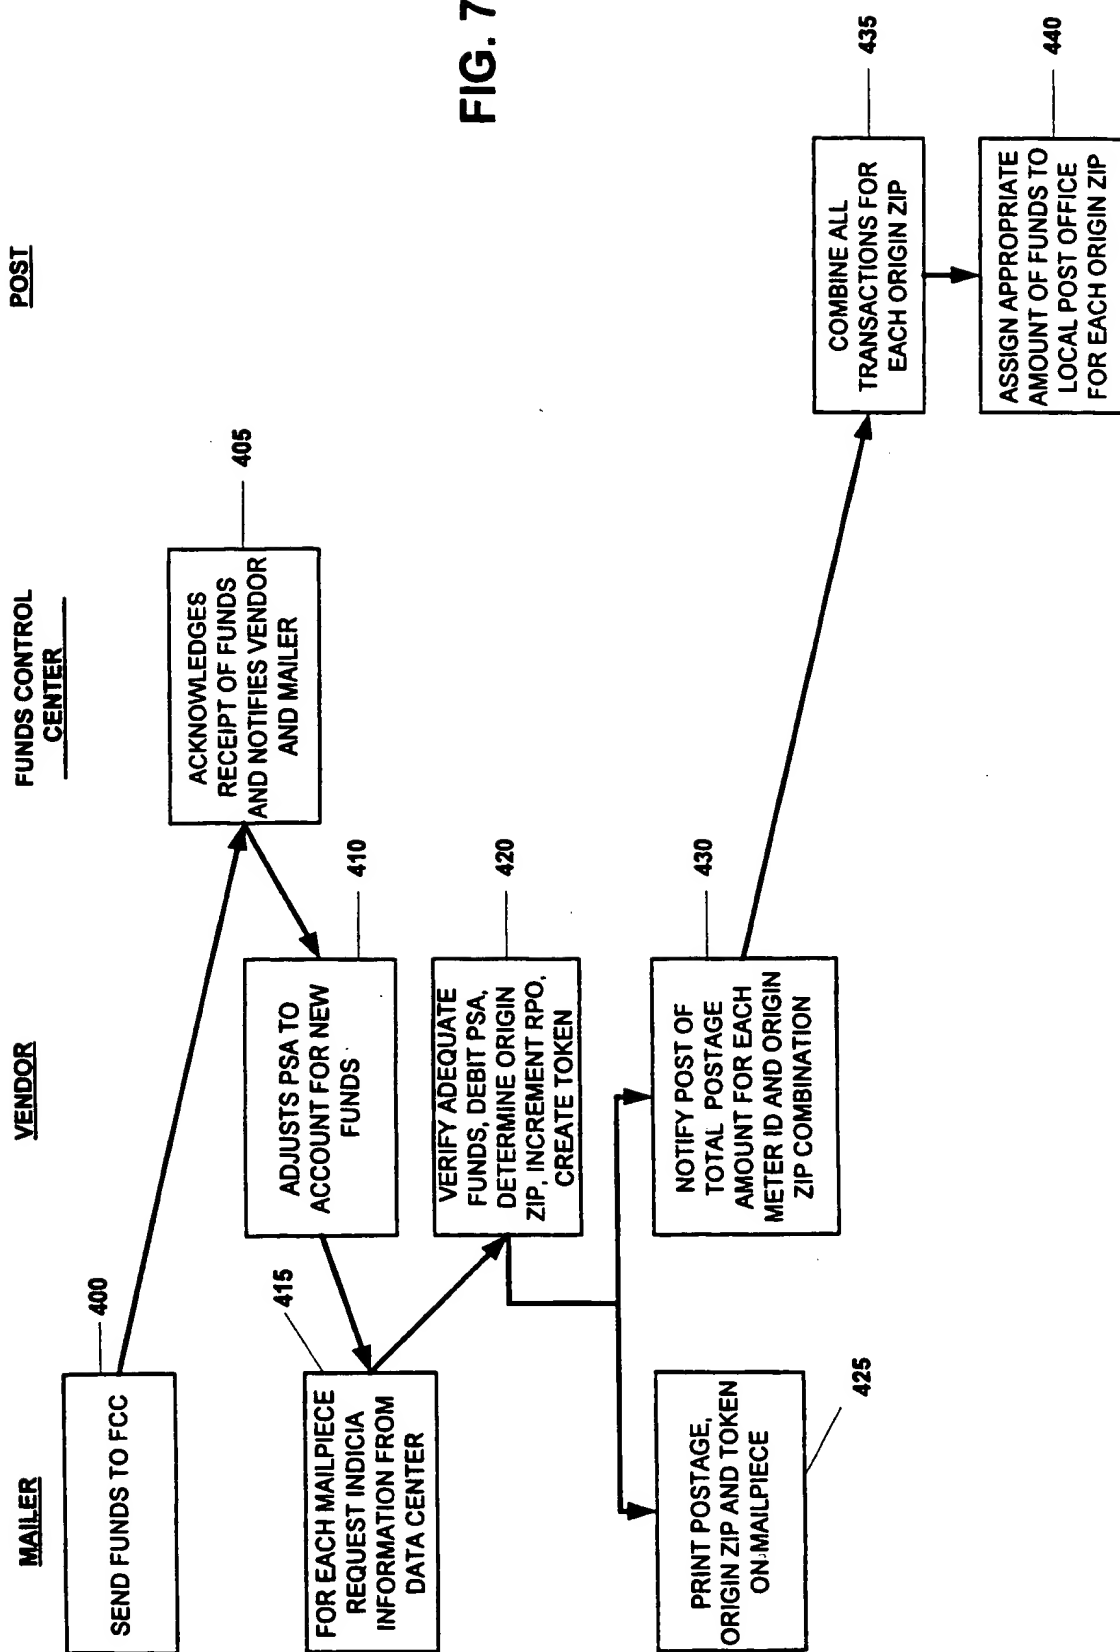 MAILER
VENDOR
FUNDS CONTROL
CENTER
POST
400
SEND FUNDS TO FCC
405
ACKNOWLEDGES
RECEIPT OF FUNDS
AND NOTIFIES VENDOR
AND MAILER
410
ADJUSTS PSA TO
ACCOUNT FOR NEW
FUNDS
415
FOR EACH MAILPIECE
REQUEST INDICIA
INFORMATION FROM
DATA CENTER
420
VERIFY ADEQUATE
FUNDS, DEBIT PSA,
DETERMINE ORIGIN
ZIP, INCREMENT RPO,
CREATE TOKEN
425
PRINT POSTAGE,
ORIGIN ZIP AND TOKEN
ON MAILPIECE
430
NOTIFY POST OF
TOTAL POSTAGE
AMOUNT FOR EACH
METER ID AND ORIGIN
ZIP COMBINATION
435
COMBINE ALL
TRANSACTIONS FOR
EACH ORIGIN ZIP
440
ASSIGN APPROPRIATE
AMOUNT OF FUNDS TO
LOCAL POST OFFICE
FOR EACH ORIGIN ZIP
FIG. 7